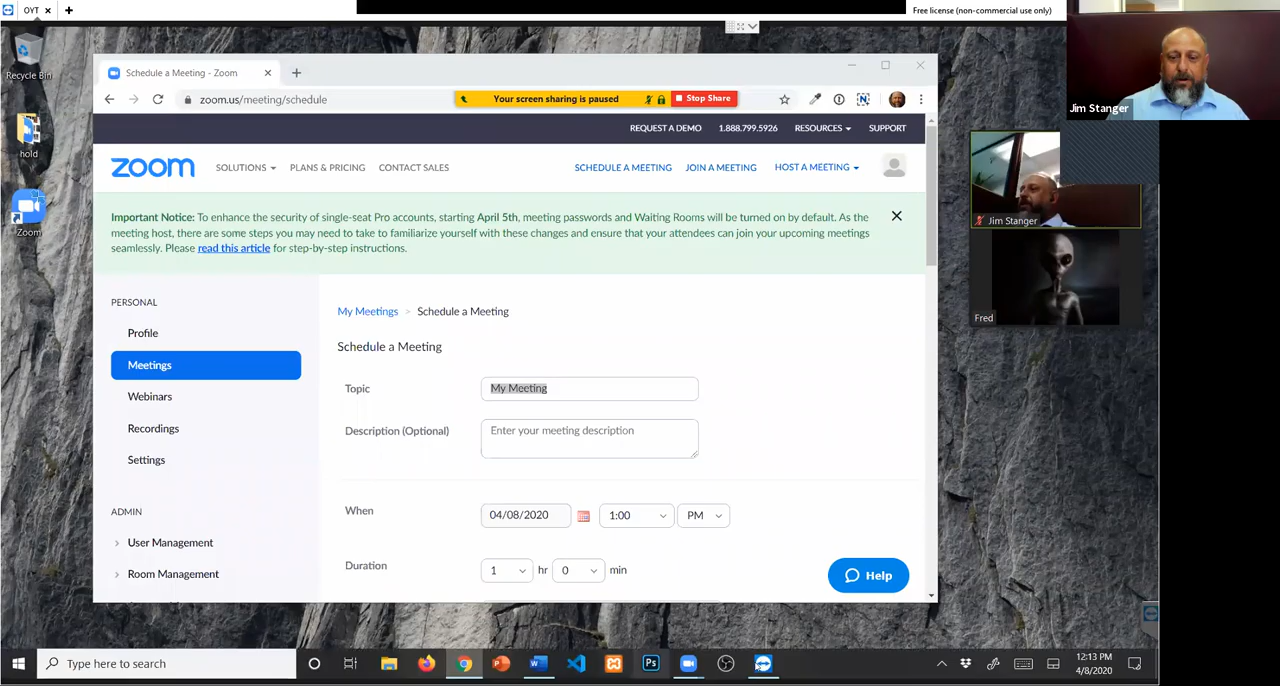 OYT
Free license (non-commercial use only)
Recycle Bin
hold
Zoom
Schedule a Meeting - Zoom
zoom.us/meeting/schedule
Your screen sharing is paused
Stop Share
REQUEST A DEMO 1.888.799.5926 RESOURCES SUPPORT
zoom SOLUTIONS PLANS & PRICING CONTACT SALES SCHEDULE A MEETING JOIN A MEETING HOST A MEETING
Important Notice: To enhance the security of single-seat Pro accounts, starting April 5th, meeting passwords and Waiting Rooms will be turned on by default. As the
meeting host, there are some steps you may need to take to familiarize yourself with these changes and ensure that your attendees can join your upcoming meetings
seamlessly. Please read this article for step-by-step instructions.
PERSONAL
Profile
Meetings
Webinars
Recordings
Settings
ADMIN
User Management
Room Management
My Meetings > Schedule a Meeting
Schedule a Meeting
Topic My Meeting
Description (Optional) Enter your meeting description
When 04/08/2020 1:00 PM
Duration 1 hr 0 min
Help
Jim Stanger
Jim Stanger
Fred
Type here to search
12:13 PM
4/8/2020